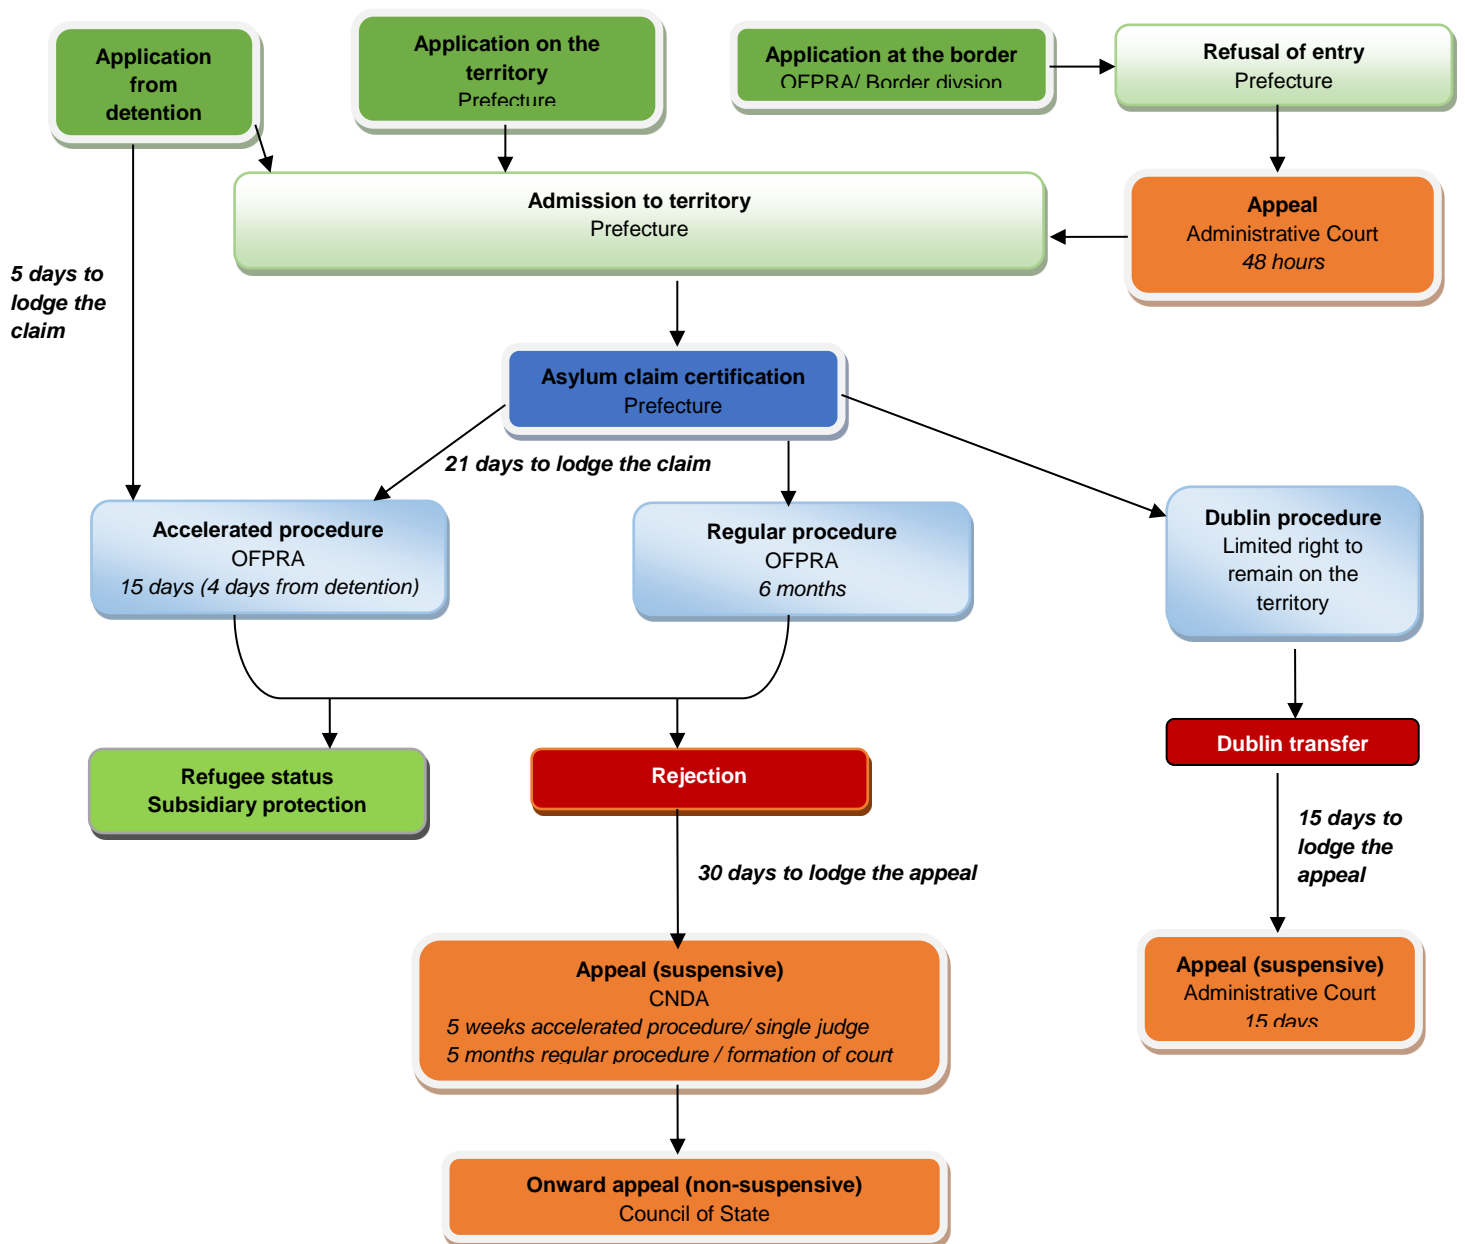 Application
from
detention
Application on the
territory
Prefecture
Application at the border
OFPRA/ Border divsion
Refusal of entry
Prefecture
Admission to territory
Prefecture
Appeal
Administrative Court
48 hours
5 days to
lodge the
claim
Asylum claim certification
Prefecture
21 days to lodge the claim
Accelerated procedure
OFPRA
15 days (4 days from detention)
Regular procedure
OFPRA
6 months
Dublin procedure
Limited right to
remain on the
territory
Refugee status
Subsidiary protection
Rejection
Dublin transfer
30 days to lodge the appeal
15 days to
lodge the
appeal
Appeal (suspensive)
CNDA
5 weeks accelerated procedure/ single judge
5 months regular procedure / formation of court
Appeal (suspensive)
Administrative Court
15 days
Onward appeal (non-suspensive)
Council of State